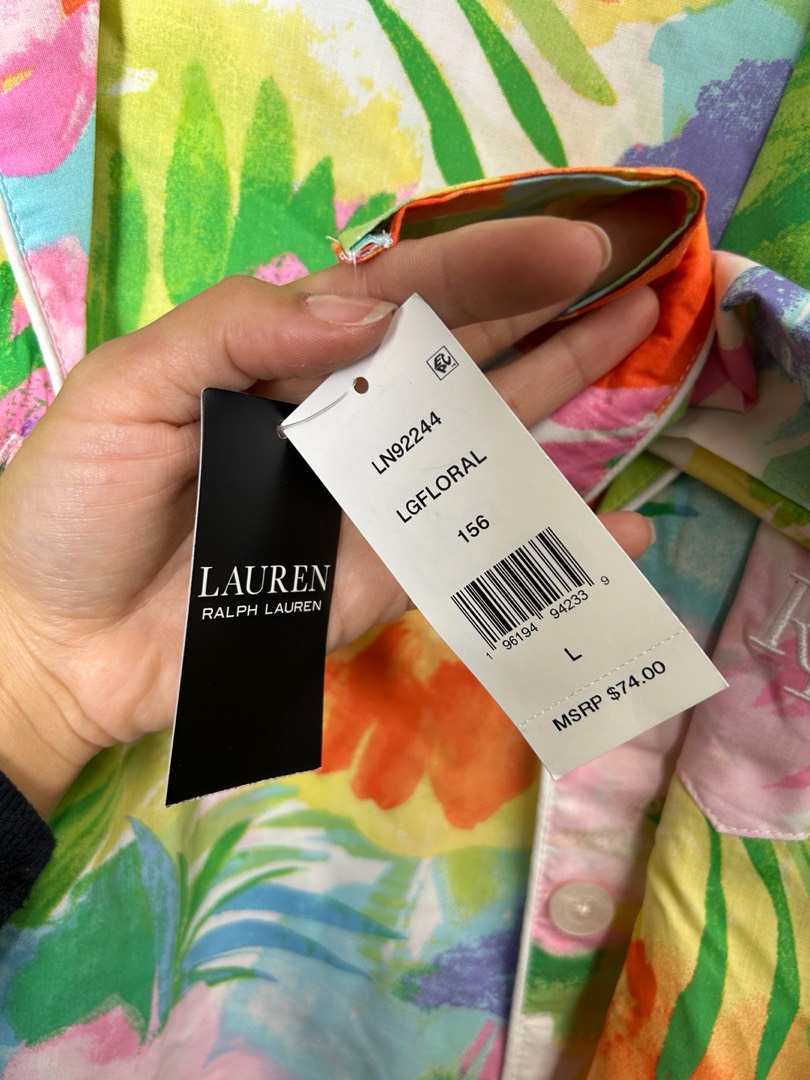 LAUREN
RALPH LAUREN
LN92244
LGFLORAL
156
1 96194 94233 9
L
MSRP $74.00